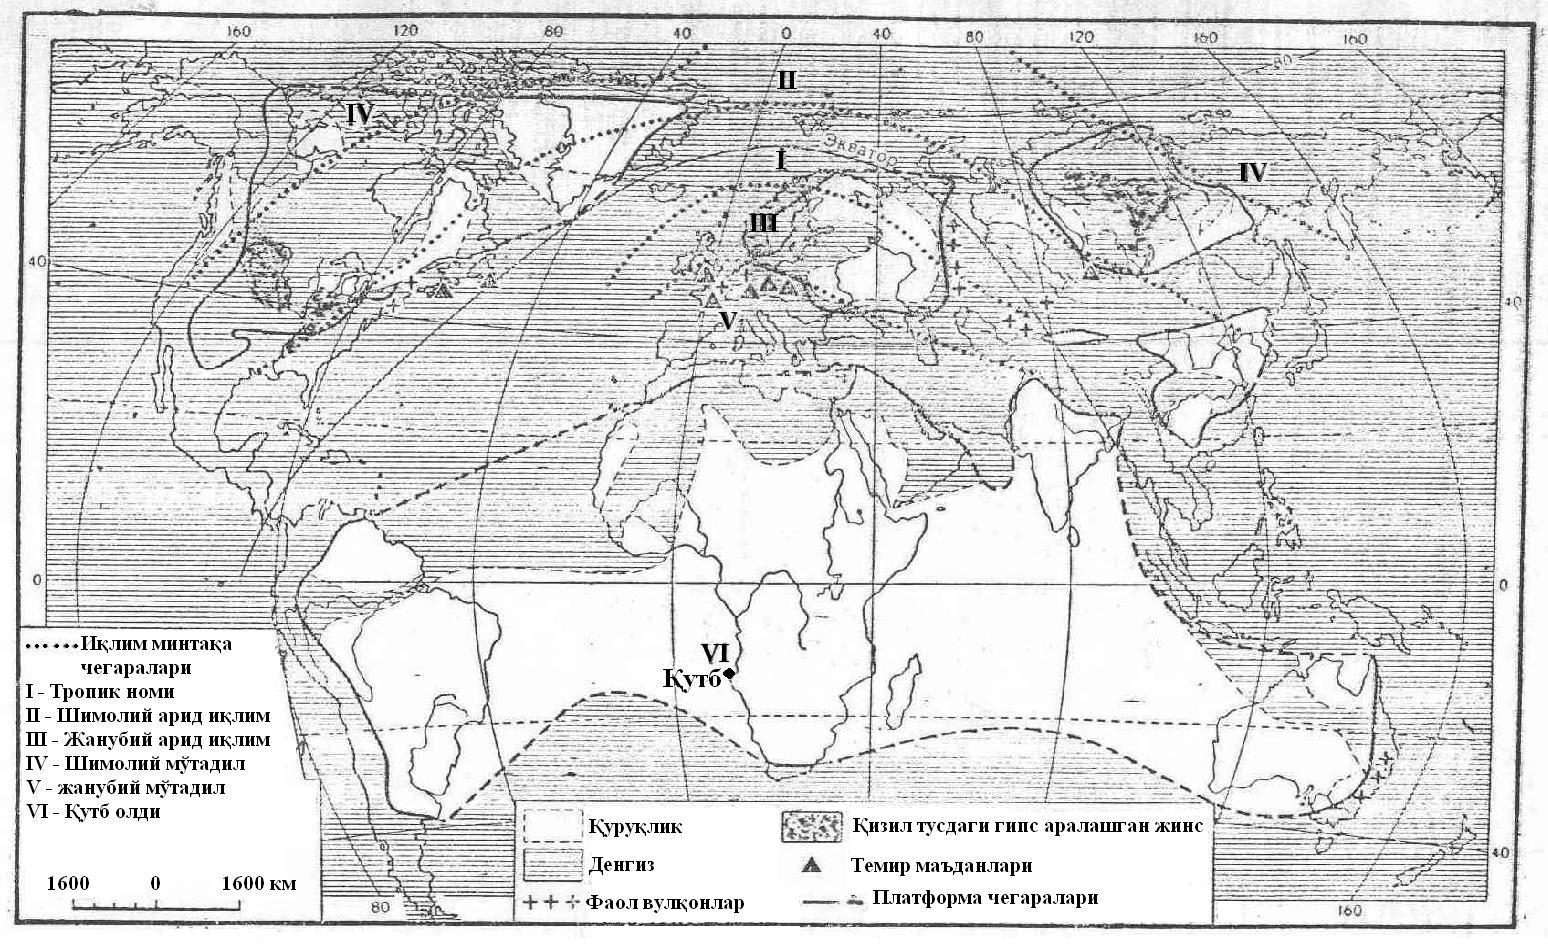 160 120 80 40 0 40 80 120 160 160
80
II
IV
Экватор
I
IV
III
40
40
V
0
0
VI
Қутб
Иқлим минтақа
чегаралари
I - Тропик номи
II - Шимолий арид иқлим
III - Жанубий арид иқлим
IV - Шимолий мўтадил
V - жанубий мўтадил
VI - Қутб олди
1600 0 1600 км
Қуруқлик
Денгиз
Фаол вулқонлар
Қизил тусдаги гипс аралашган жинс
Темир маъданлари
Платформа чегаралари
40
80
160